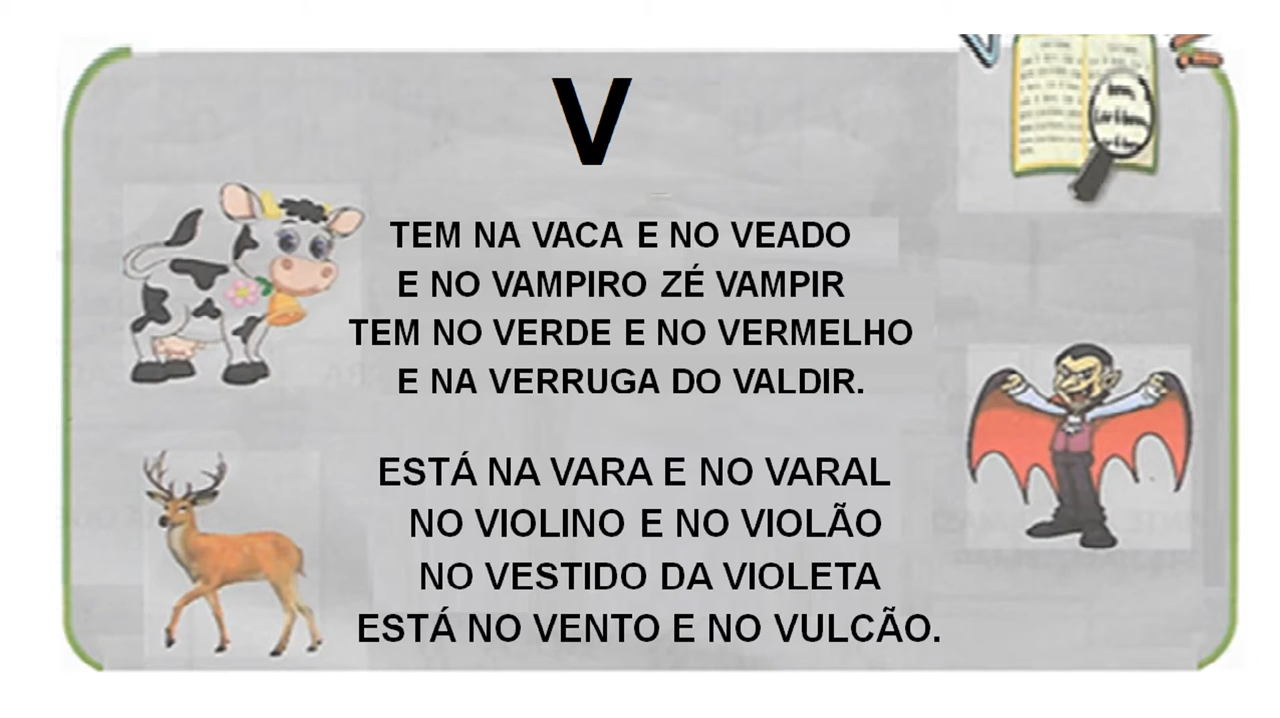 V
TEM NA VACA E NO VEADO
E NO VAMPIRO ZÉ VAMPIR
TEM NO VERDE E NO VERMELHO
E NA VERRUGA DO VALDIR.
ESTÁ NA VARA E NO VARAL
NO VIOLINO E NO VIOLÃO
NO VESTIDO DA VIOLETA
ESTÁ NO VENTO E NO VULCÃO.